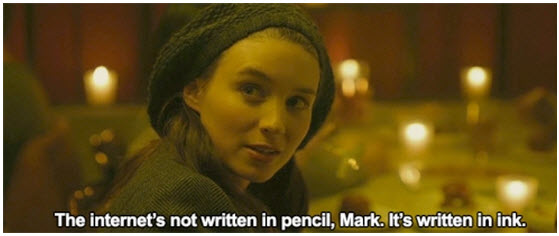 The internet's not written in pencil, Mark. It's written in ink.